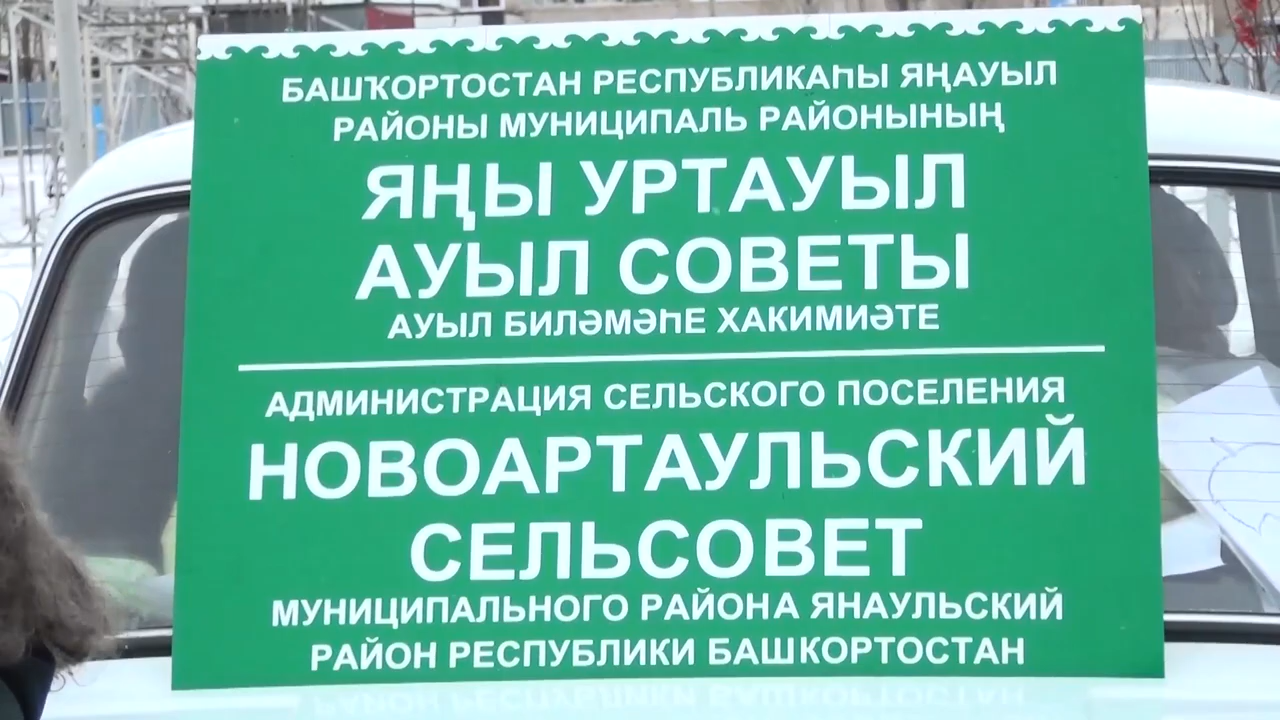 БАШҠОРТОСТАН РЕСПУБЛИКАҺЫ ЯҢАУЫЛ
РАЙОНЫ МУНИЦИПАЛЬ РАЙОНЫНЫҢ
ЯҢЫ УРТАУЫЛ
АУЫЛ СОВЕТЫ
АУЫЛ БИЛӘМӘҺЕ ХАКИМИӘТЕ
АДМИНИСТРАЦИЯ СЕЛЬСКОГО ПОСЕЛЕНИЯ
НОВОАРТАУЛЬСКИЙ
СЕЛЬСОВЕТ
МУНИЦИПАЛЬНОГО РАЙОНА ЯНАУЛЬСКИЙ
РАЙОН РЕСПУБЛИКИ БАШКОРТОСТАН